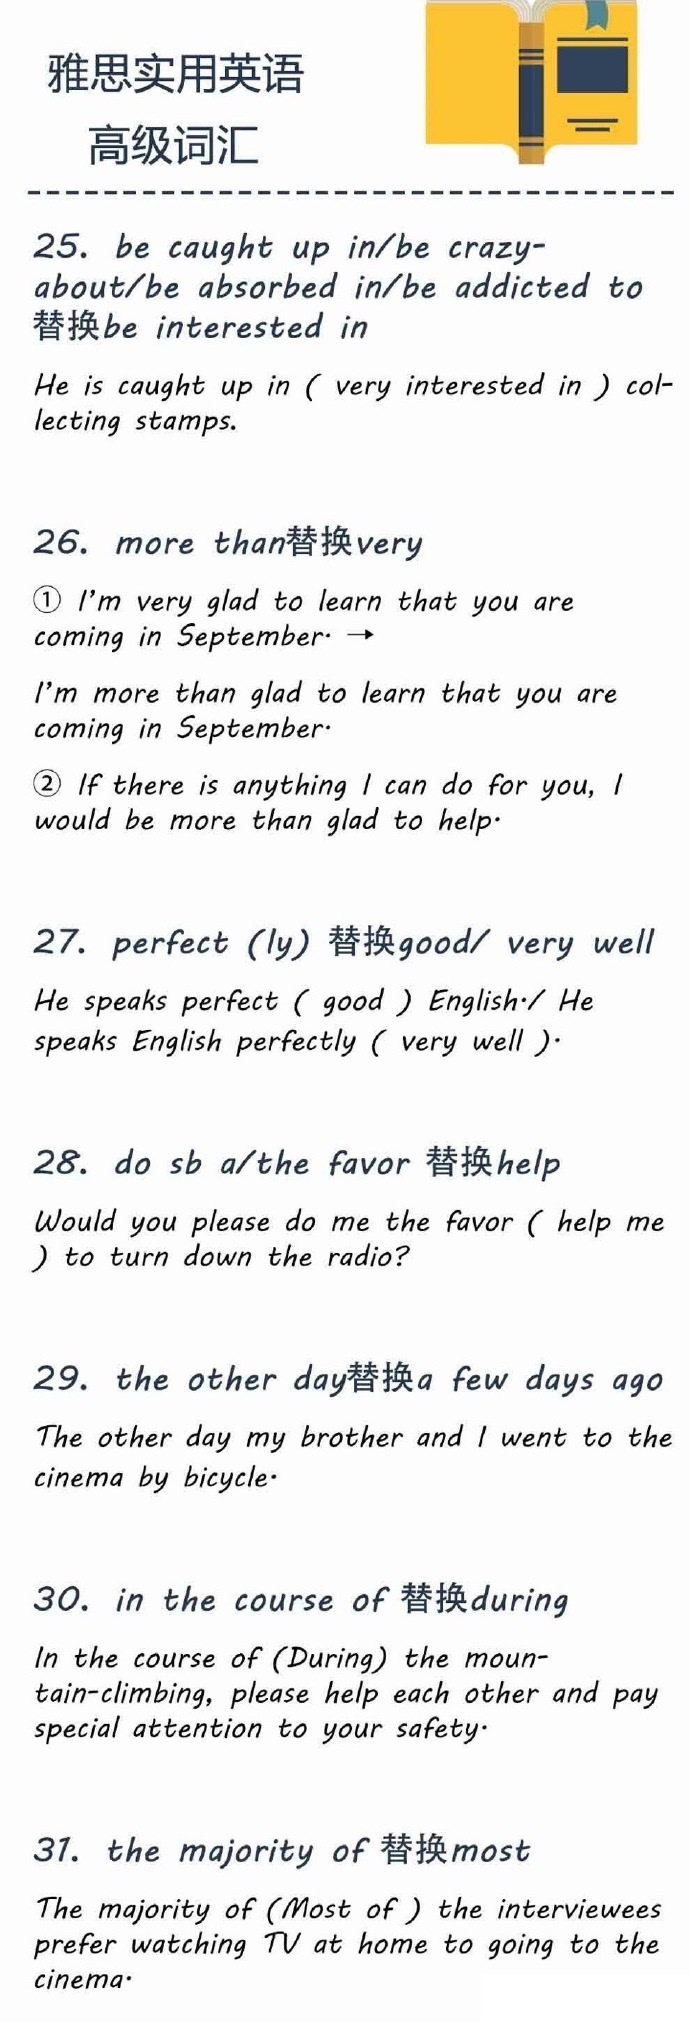 雅思实用英语
高级词汇
25. be caught up in/be crazy-
about/be absorbed in/be addicted to
替换be interested in
He is caught up in ( very interested in ) col-
lecting stamps.
26. more than替换very
① I'm very glad to learn that you are
coming in September· →
I'm more than glad to learn that you are
coming in September·
② If there is anything I can do for you, I
would be more than glad to help·
27. perfect (ly) 替换good/ very well
He speaks perfect ( good ) English·/ He
speaks English perfectly ( very well )·
28. do sb a/the favor 替换help
Would you please do me the favor ( help me
) to turn down the radio?
29. the other day替换a few days ago
The other day my brother and I went to the
cinema by bicycle·
30. in the course of 替换during
In the course of (During) the moun-
tain-climbing, please help each other and pay
special attention to your safety·
31. the majority of 替换most
The majority of (Most of ) the interviewees
prefer watching TV at home to going to the
cinema·